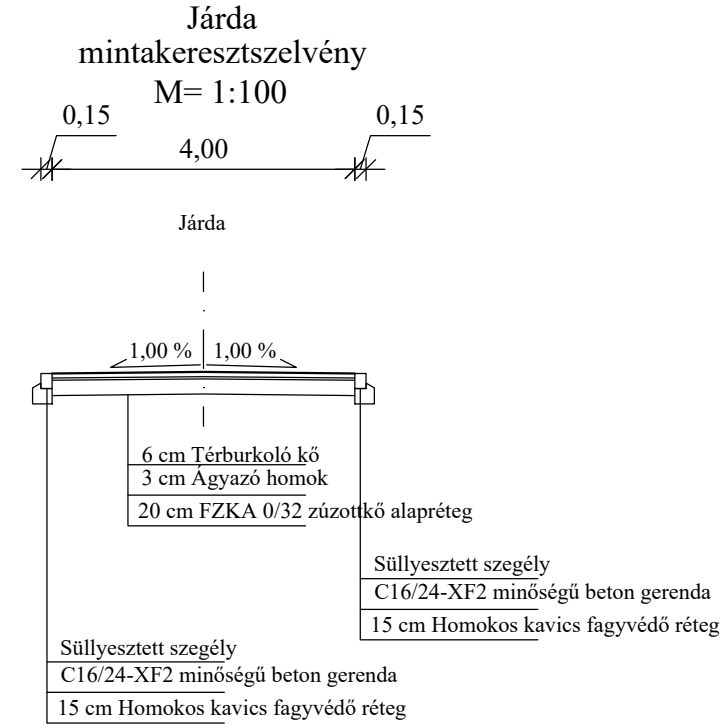 Járda
mintakeresztszelvény
M= 1:100
0,15
0,15
4,00
Járda
1,00 %
1,00 %
6 cm Térburkoló kő
3 cm Ágyazó homok
20 cm FZKA 0/32 zúzottkő alapréteg
Süllyesztett szegély
C16/24-XF2 minőségű beton gerenda
15 cm Homokos kavics fagyvédő réteg
Süllyesztett szegély
C16/24-XF2 minőségű beton gerenda
15 cm Homokos kavics fagyvédő réteg